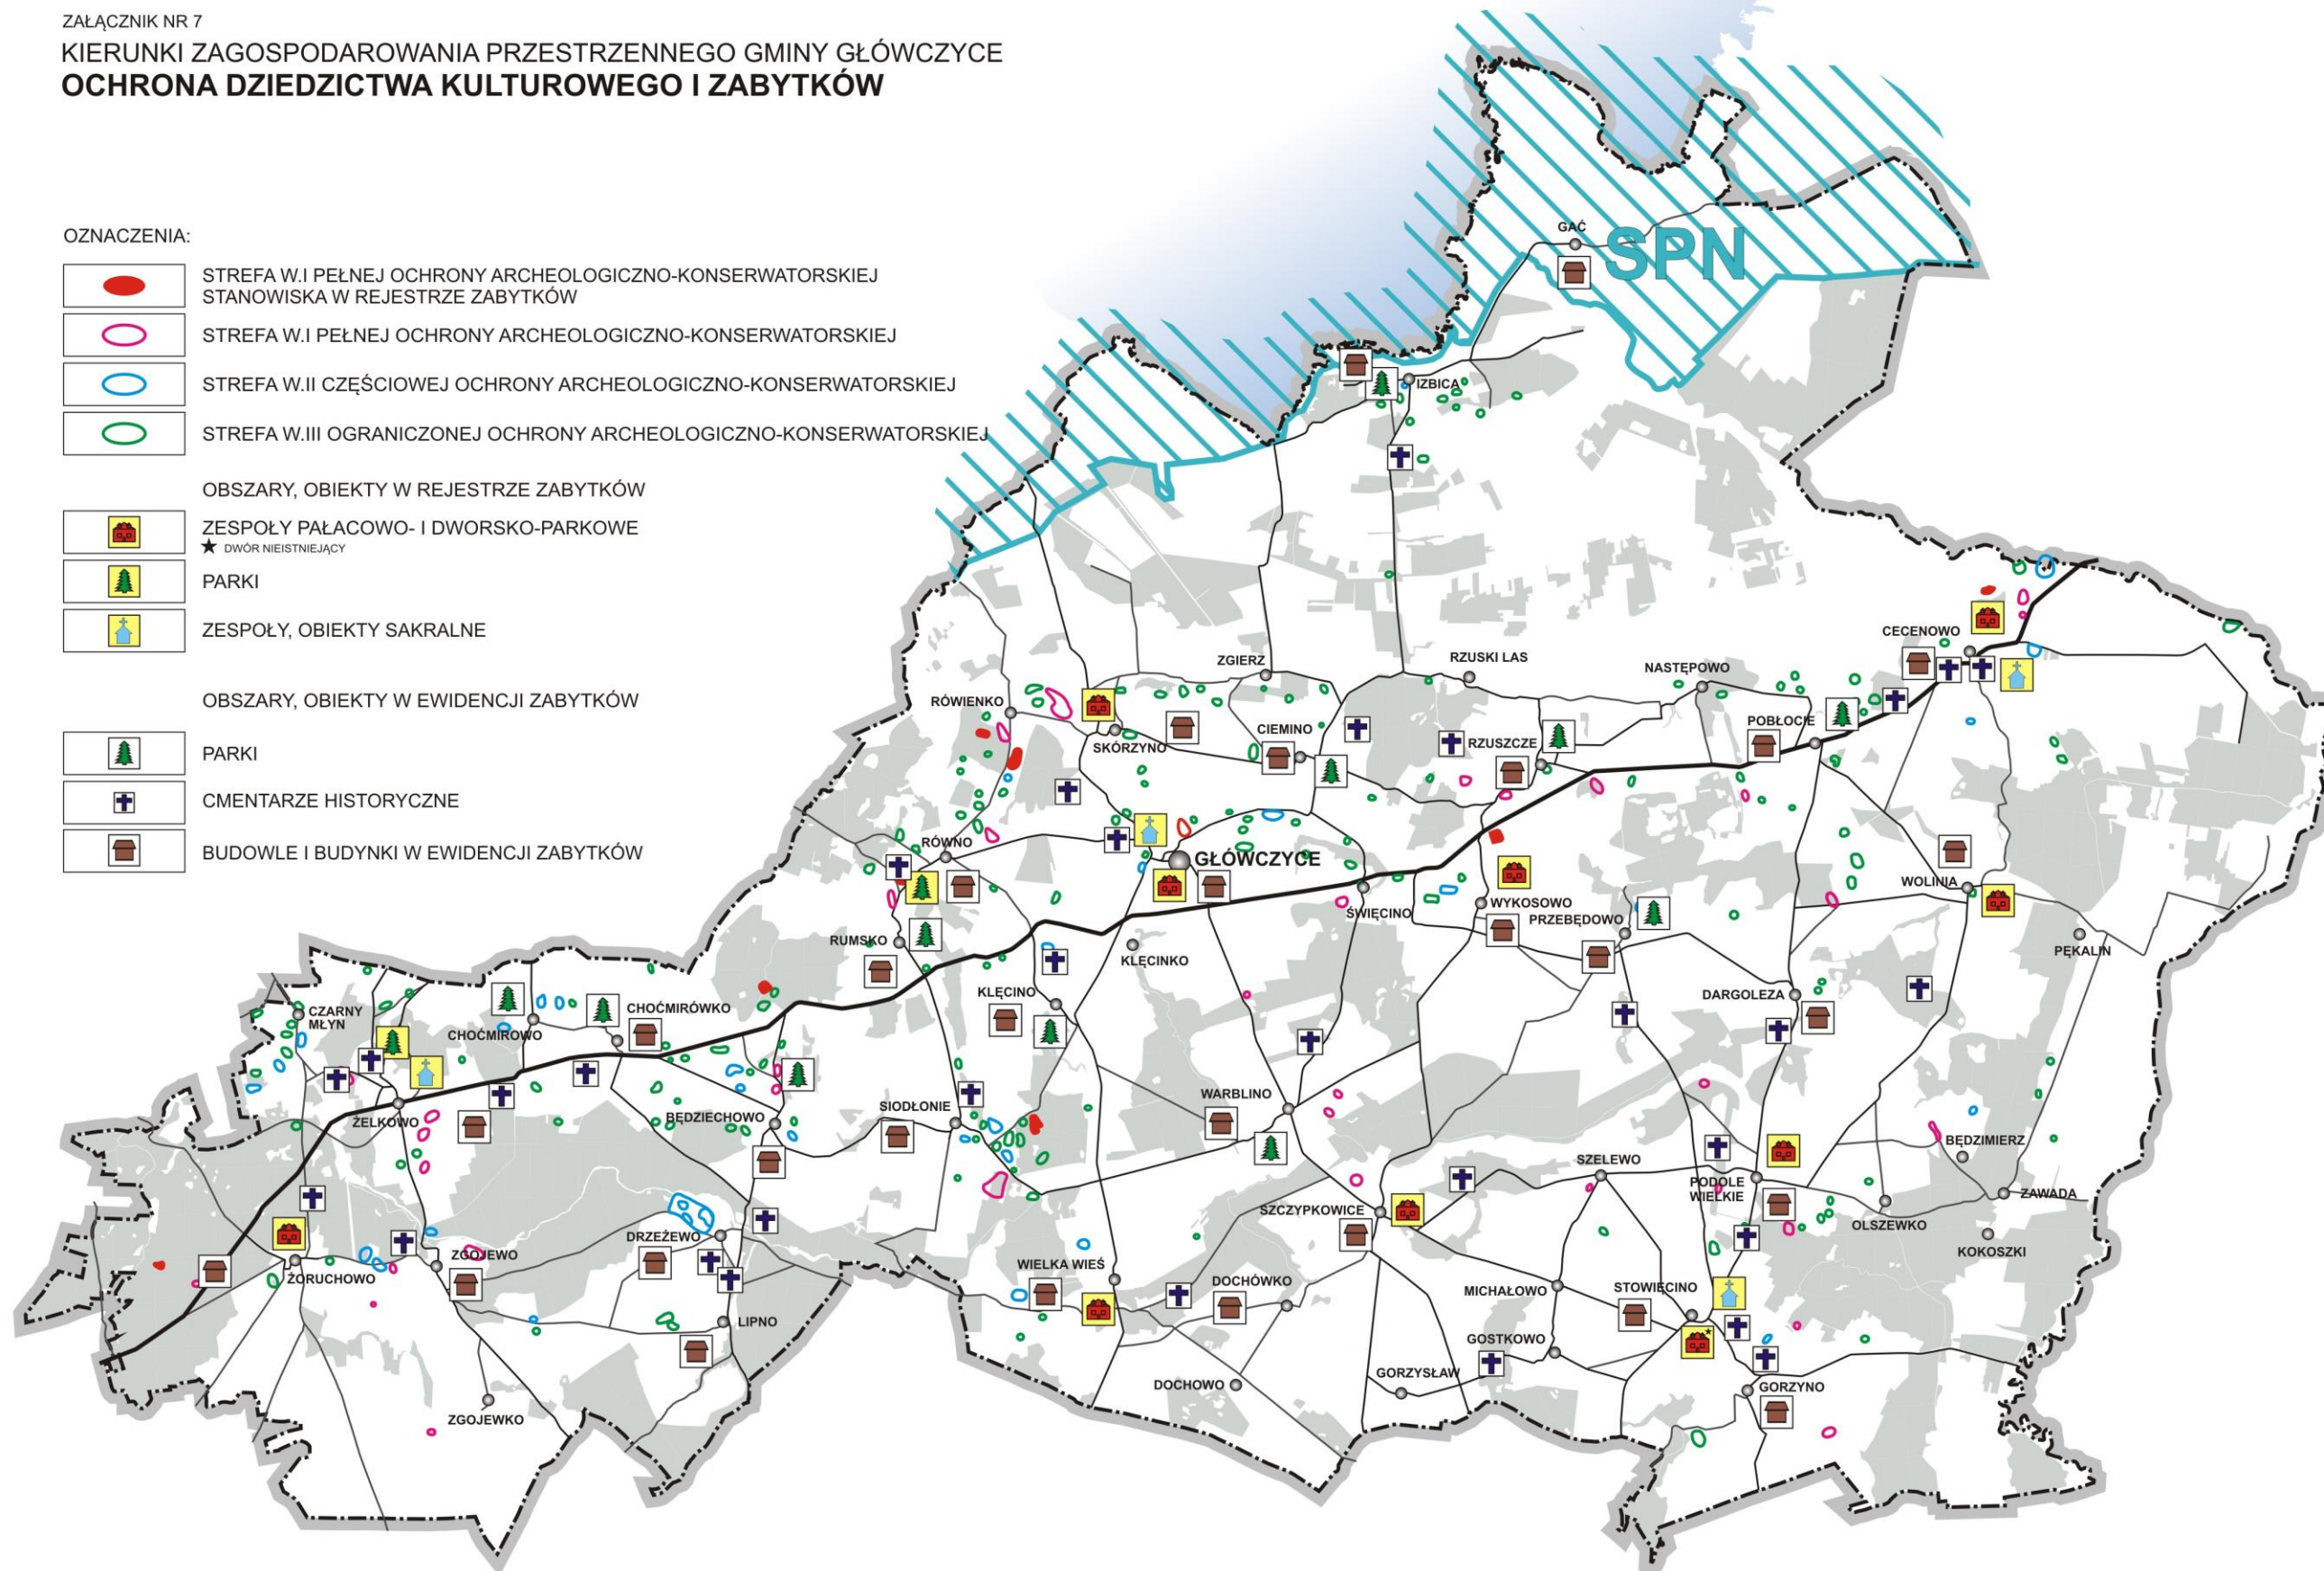 ZAŁĄCZNIK NR 7
KIERUNKI ZAGOSPODAROWANIA PRZESTRZENNEGO GMINY GŁÓWCZYCE
OCHRONA DZIEDZICTWA KULTUROWEGO I ZABYTKÓW
OZNACZENIA:
STREFA W.I PEŁNEJ OCHRONY ARCHEOLOGICZNO-KONSERWATORSKIEJ
STANOWISKA W REJESTRZE ZABYTKÓW
STREFA W.I PEŁNEJ OCHRONY ARCHEOLOGICZNO-KONSERWATORSKIEJ
STREFA W.II CZĘŚCIOWEJ OCHRONY ARCHEOLOGICZNO-KONSERWATORSKIEJ
STREFA W.III OGRANICZONEJ OCHRONY ARCHEOLOGICZNO-KONSERWATORSKIEJ
OBSZARY, OBIEKTY W REJESTRZE ZABYTKÓW
ZESPOŁY PAŁACOWO- I DWORSKO-PARKOWE
★ DWÓR NIEISTNIEJĄCY
PARKI
ZESPOŁY, OBIEKTY SAKRALNE
OBSZARY, OBIEKTY W EWIDENCJI ZABYTKÓW
PARKI
CMENTARZE HISTORYCZNE
BUDOWLE I BUDYNKI W EWIDENCJI ZABYTKÓW
GAĆ
SPN
IZBICA
CECENOWO
ZGIERZ
RZUSKI LAS
NASTĘPOWO
RÓWIENKO
POBŁOCIE
CIEMINO
SKÓRZYNO
RZUSZCZE
RÓWNO
GŁÓWCZYCE
WOLINIA
WYKOSOWO
ŚWIĘCINO
PRZEBĘDOWO
RUMSKO
PĘKALIN
KLĘCINKO
KLĘCINO
DARGOLEZA
CZARNY
MŁYN
CHOĆMIRÓWKO
CHOĆMIROWO
WARBLINO
SIODŁONIE
BĘDZIECHOWO
ŻELKOWO
BĘDZIMIERZ
SZELEWO
PODOLE
WIELKIE
ZAWADA
SZCZYPKOWICE
OLSZEWKO
DRZEŻEWO
KOKOSZKI
ZGOJEWO
WIELKA WIEŚ
ŻORUCHOWO
DOCHÓWKO
STOWIĘCINO
MICHAŁOWO
LIPNO
GOSTKOWO
GORZYSŁAW
DOCHOWO
GORZYNO
ZGOJEWKO